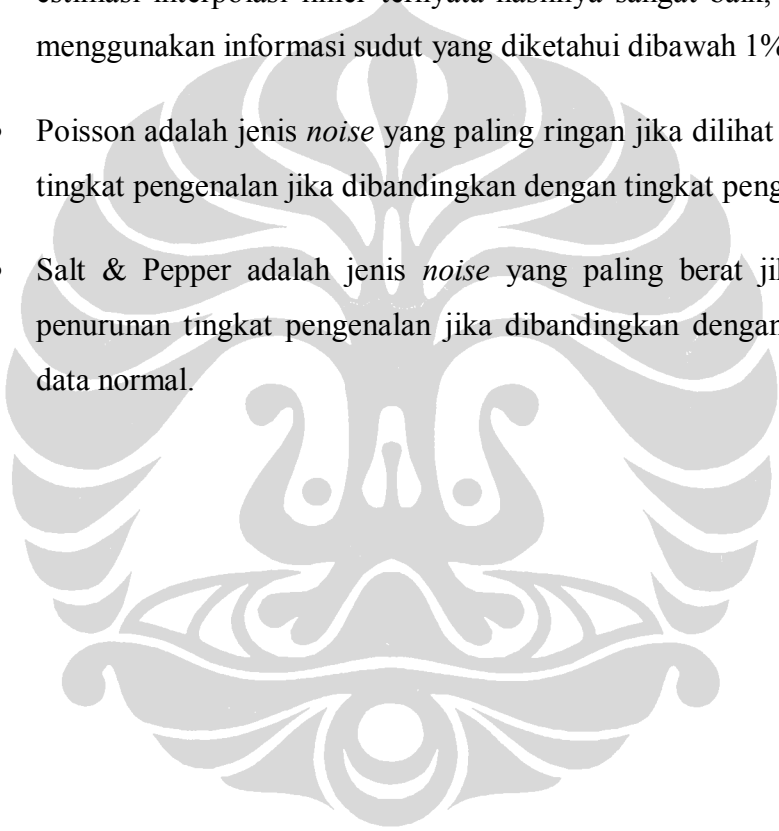 estimasi interpolasi linier ternyata hasilnya sangat baik,
menggunakan informasi sudut yang diketahui dibawah 1%
• Poisson adalah jenis noise yang paling ringan jika dilihat
tingkat pengenalan jika dibandingkan dengan tingkat peng
• Salt & Pepper adalah jenis noise yang paling berat jik
penurunan tingkat pengenalan jika dibandingkan dengan
data normal.